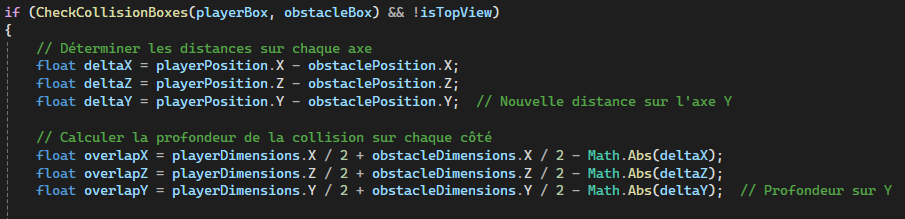 if (CheckCollisionBoxes(playerBox, obstacleBox) && !isTopView)
{
// Déterminer les distances sur chaque axe
float deltaX = playerPosition.X - obstaclePosition.X;
float deltaZ = playerPosition.Z - obstaclePosition.Z;
float deltaY = playerPosition.Y - obstaclePosition.Y;  // Nouvelle distance sur l'axe Y
// Calculer la profondeur de la collision sur chaque côté
float overlapX = playerDimensions.X / 2 + obstacleDimensions.X / 2 - Math.Abs(deltaX);
float overlapZ = playerDimensions.Z / 2 + obstacleDimensions.Z / 2 - Math.Abs(deltaZ);
float overlapY = playerDimensions.Y / 2 + obstacleDimensions.Y / 2 - Math.Abs(deltaY);  // Profondeur sur Y